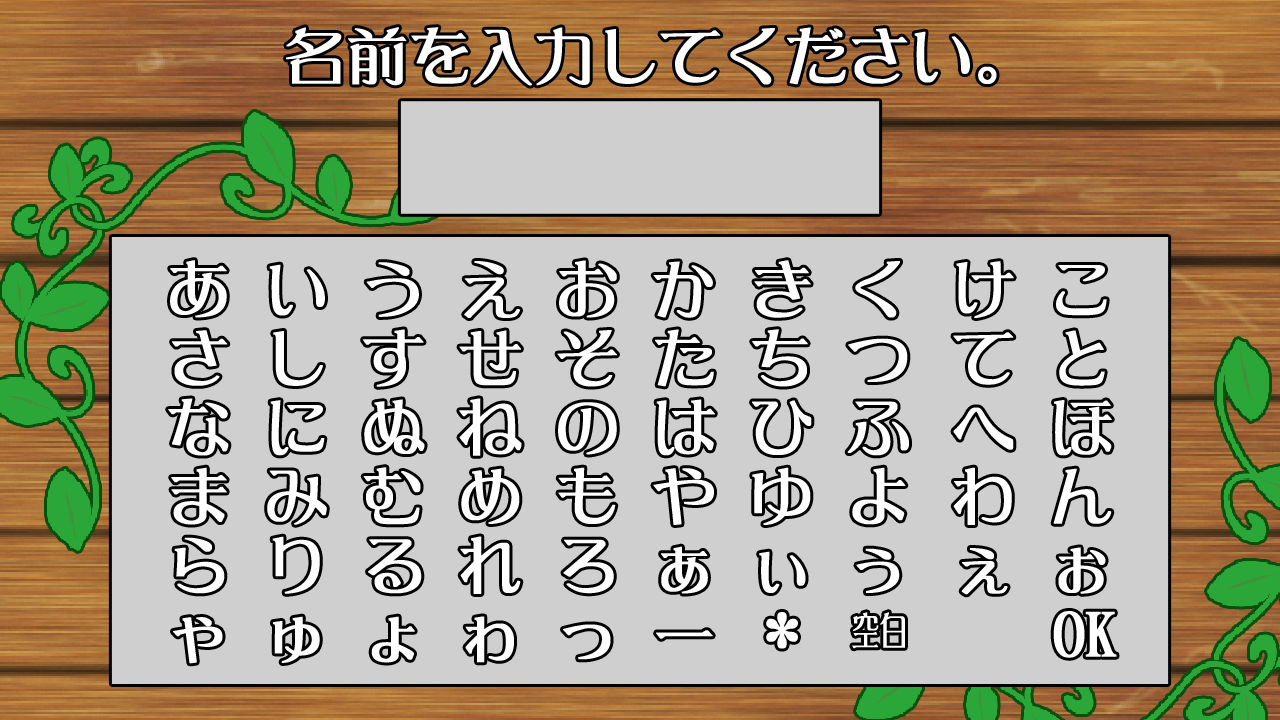 名前を入力してください。
あいうえおかきくけこ
さしすせそたちつてと
なにぬねのはひふへほ
まみむめもやゆよわん
らりるれろぁぃぅぇぉ
ゃゅょゎっー＊空白 OK